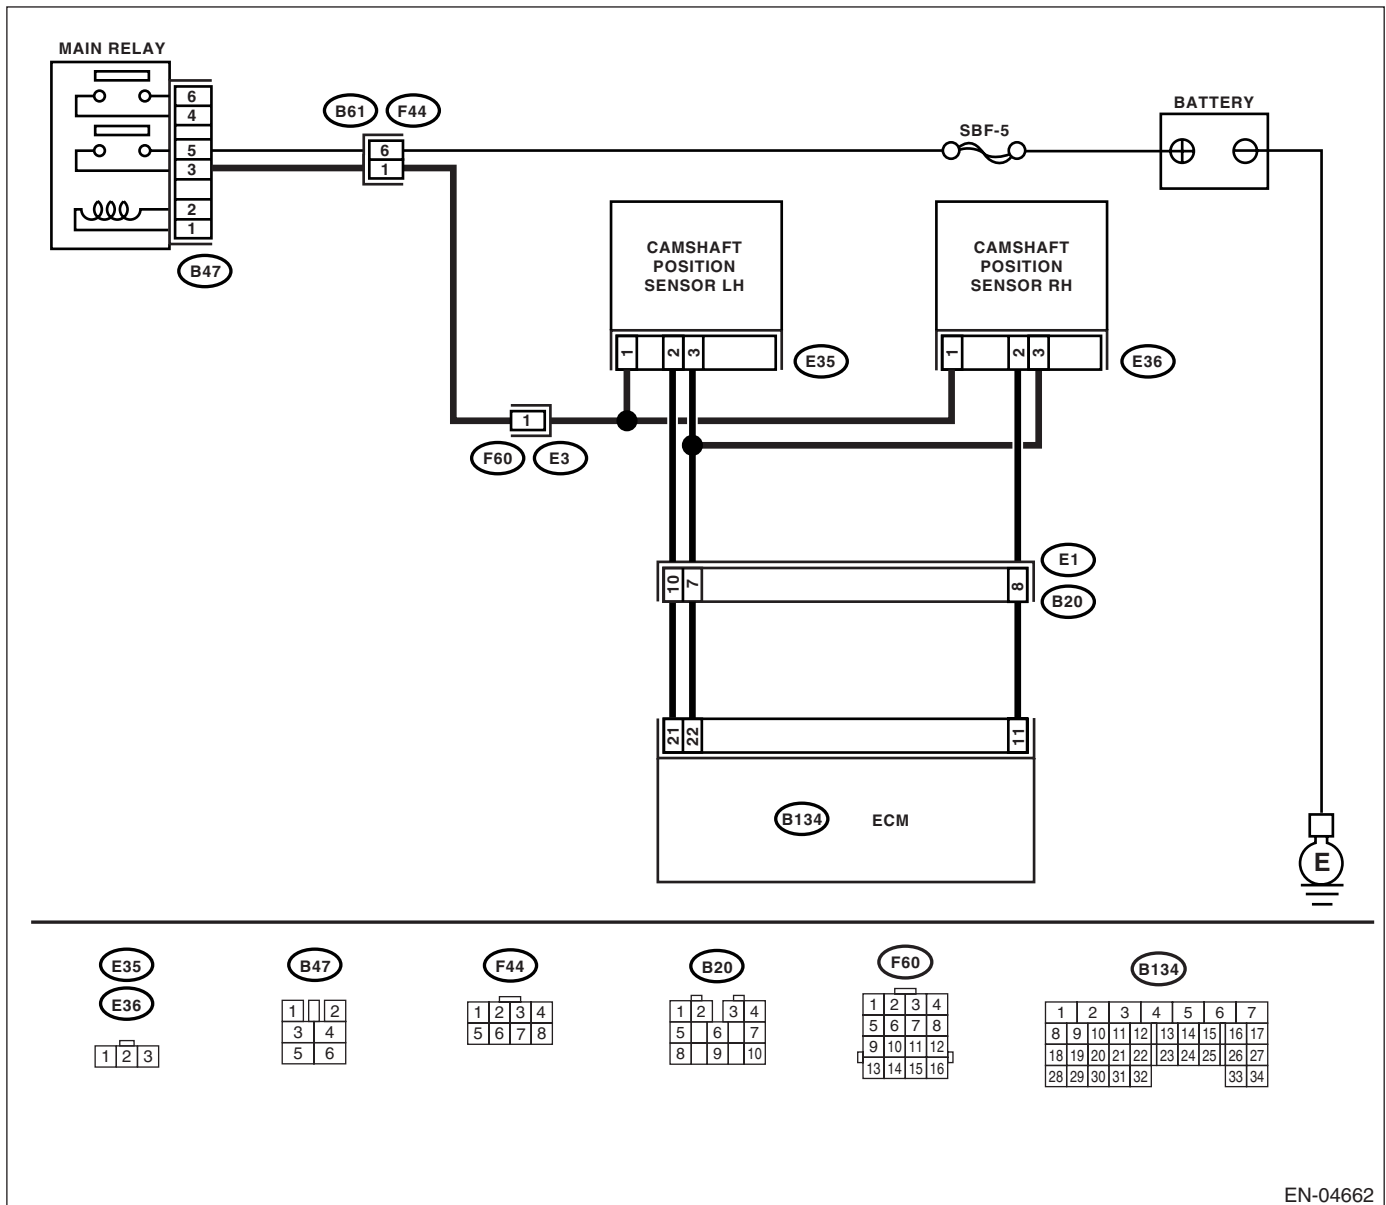 MAIN RELAY
6
4
5
3
2
1
B47
B61 F44
6
1
SBF-5
BATTERY
CAMSHAFT
POSITION
SENSOR LH
1 2 3
E35
CAMSHAFT
POSITION
SENSOR RH
1 2 3
E36
1
F60 E3
E1
10 7 8
B20
21 22 11
B134 ECM
E
E35
E36
1 2 3
B47
1 2
3 4
5 6
F44
1 2 3 4
5 6 7 8
B20
1 2 3 4
5 6 7
8 9 10
F60
1 2 3 4
5 6 7 8
9 10 11 12
13 14 15 16
B134
1 2 3 4 5 6 7
8 9 10 11 12 13 14 15 16 17
18 19 20 21 22 23 24 25 26 27
28 29 30 31 32 33 34
EN-04662